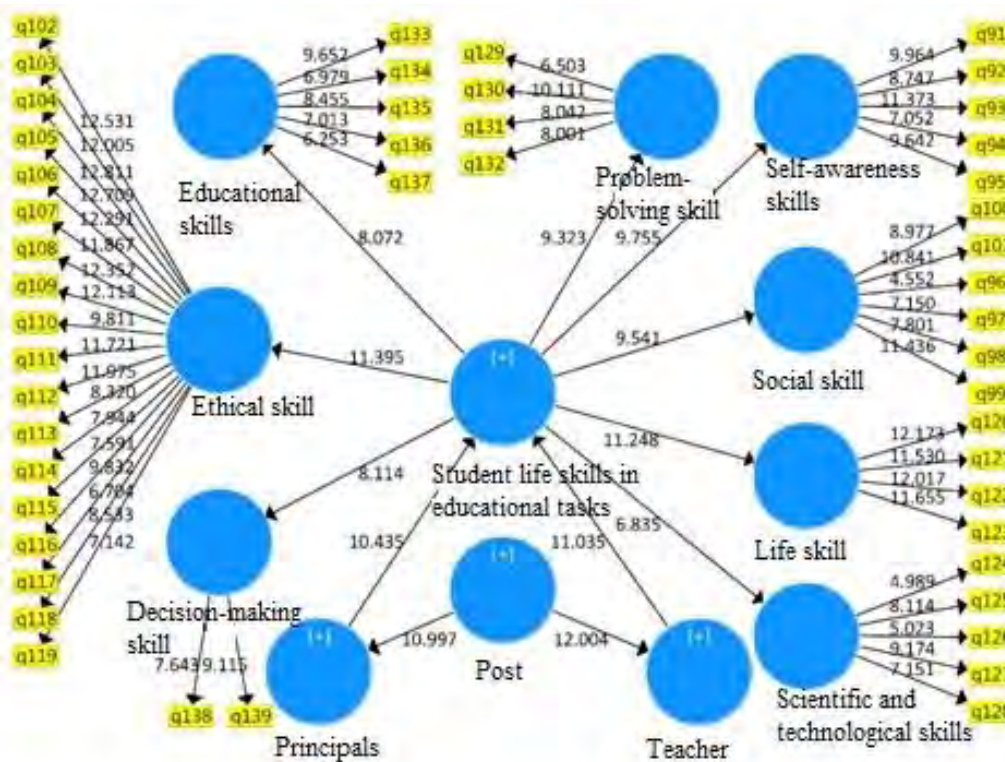 q102
q103
q104
q105
q106
q107
q108
q109
q110
q111
q112
q113
q114
q115
q116
q117
q118
q119
12.531
12.005
12.811
12.709
12.291
11.867
12.352
12.113
9.811
11.721
11.975
8.320
7.944
7.591
9.832
6.704
8.533
7.142
Ethical skill
11.395
q133
q134
q135
q136
q137
9.652
6.979
8.455
7.013
6.253
Educational
skills
8.072
q129
q130
q131
q132
6.503
10.111
8.042
8.001
Problem-
solving skill
9.323
q91
q92
q93
q94
q95
9.964
8.747
11.373
7.052
9.642
Self-awareness
skills
9.755
q96
q97
q98
q99
8.977
10.841
4.552
7.150
7.801
11.436
Social skill
9.541
[+]
Student life skills in
educational tasks
12.173
11.530
12.017
11.655
Life skill
11.248
q124
4.989
8.114
5.023
9.174
7.151
Scientific and
technological skills
6.835
Decision-making
skill
8.114
7.643
9.115
q138
q139
[+]
Principals
10.435
[+]
Post
10.997
12.004
[+]
Teacher
11.035